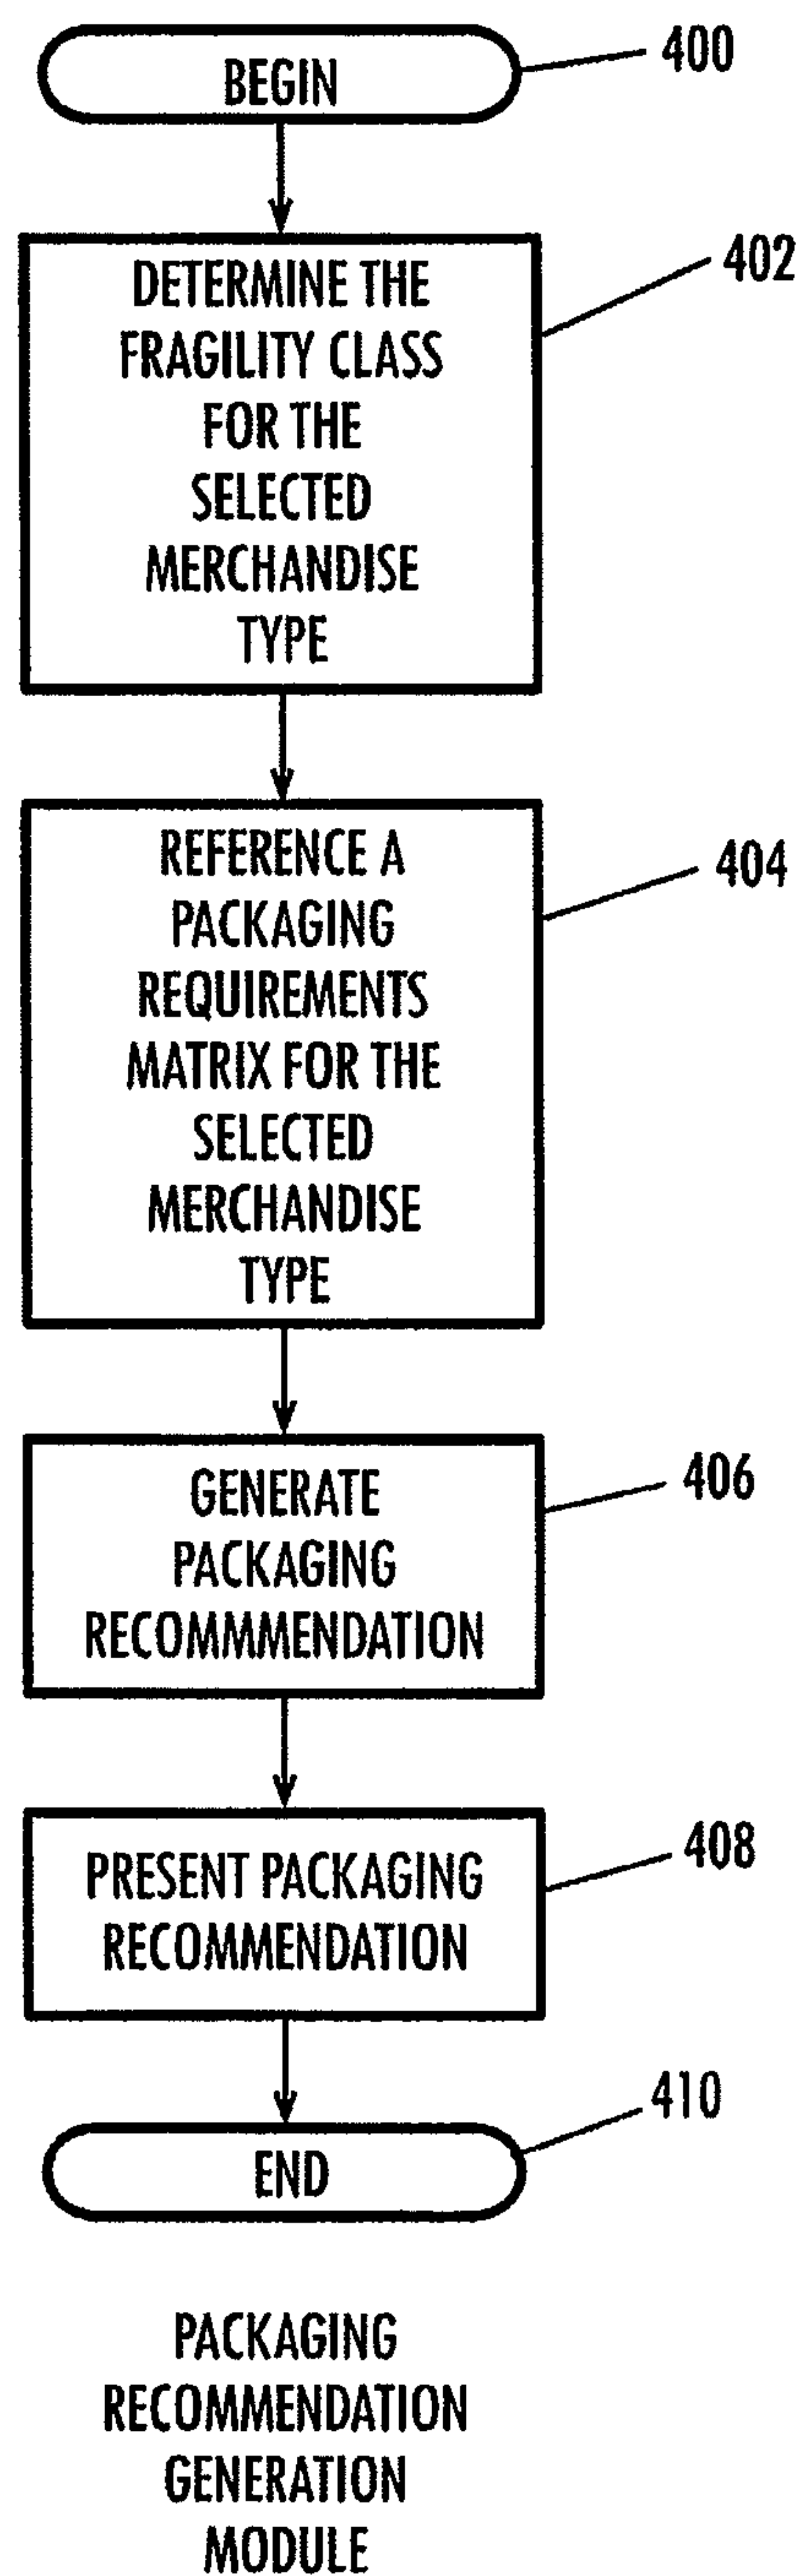 BEGIN
400
DETERMINE THE
FRAGILITY CLASS
FOR THE
SELECTED
MERCHANDISE
TYPE
402
REFERENCE A
PACKAGING
REQUIREMENTS
MATRIX FOR THE
SELECTED
MERCHANDISE
TYPE
404
GENERATE
PACKAGING
RECOMMMENDATION
406
PRESENT PACKAGING
RECOMMENDATION
408
END
410
PACKAGING
RECOMMENDATION
GENERATION
MODULE